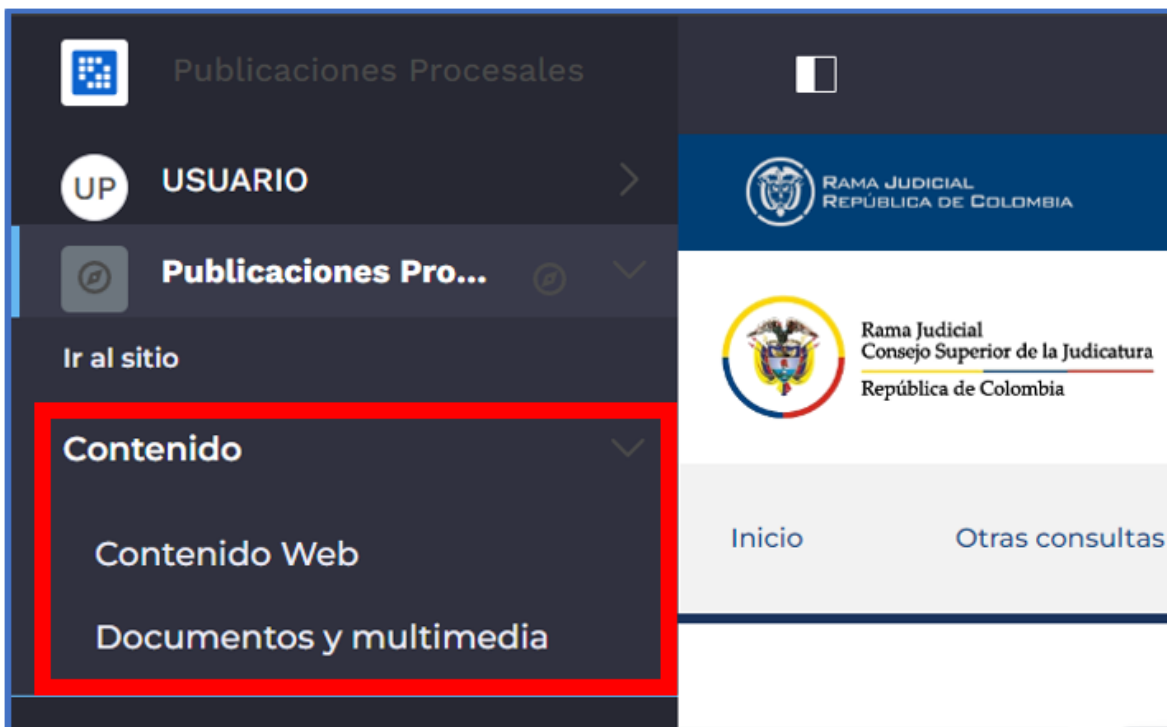 Publicaciones Procesales
UP
USUARIO
Publicaciones Pro...
Ir al sitio
Contenido
Contenido Web
Documentos y multimedia
RAMA JUDICIAL
REPÚBLICA DE COLOMBIA
Rama Judicial
Consejo Superior de la Judicatura
República de Colombia
Inicio
Otras consultas